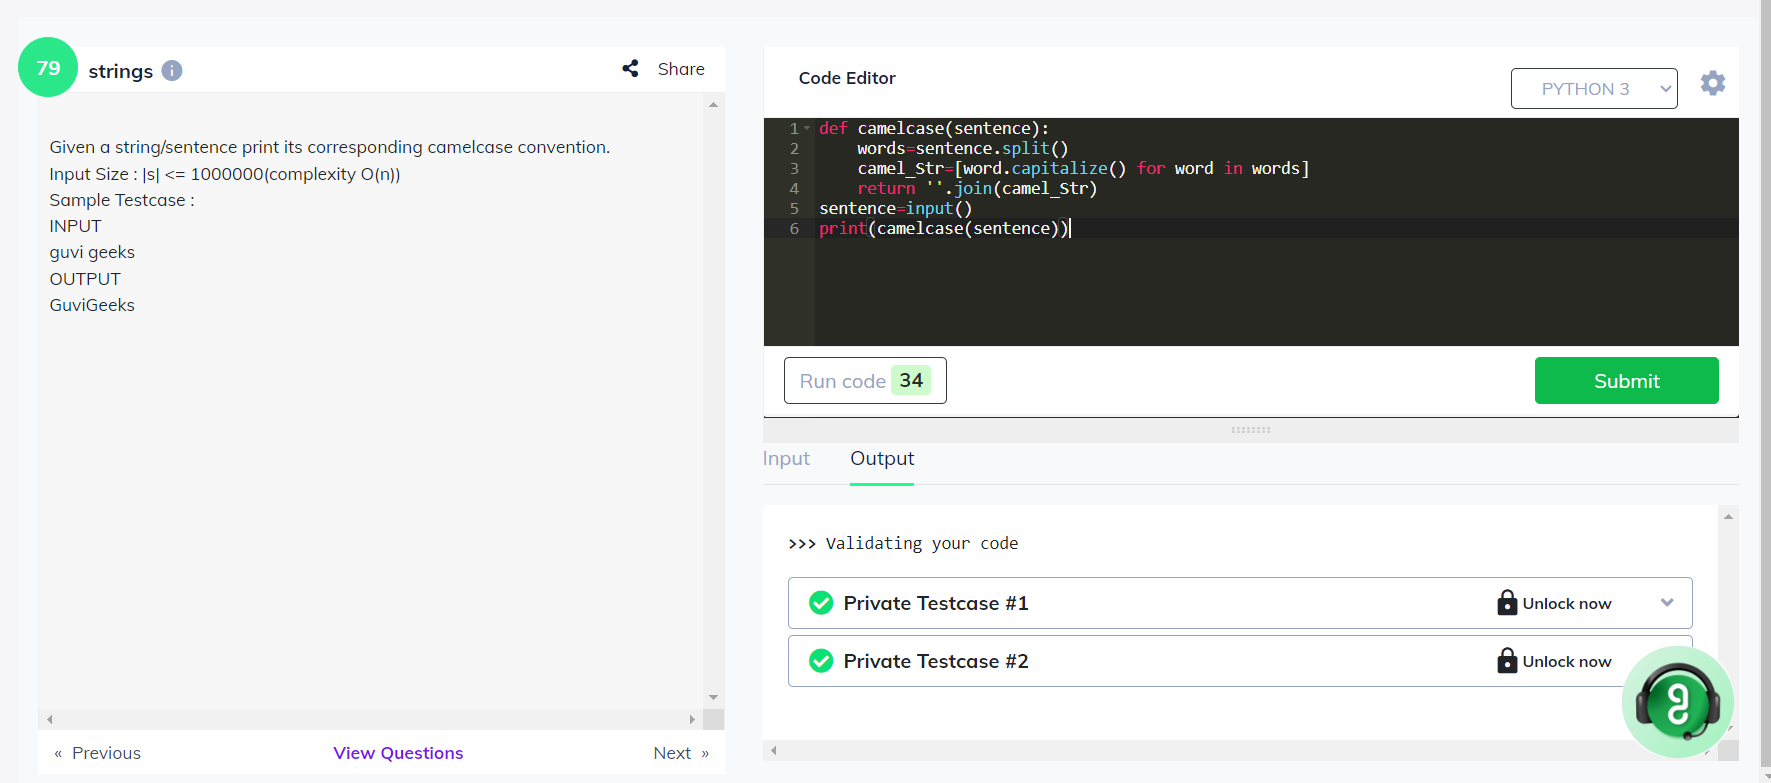 79
strings
Share
Given a string/sentence print its corresponding camelcase convention.
Input Size : |s| <= 1000000(complexity O(n))
Sample Testcase :
INPUT
guvi geeks
OUTPUT
GuviGeeks
« Previous
View Questions
Next »
Code Editor
PYTHON 3
1 def camelcase(sentence):
2     words=sentence.split()
3     camel_Str=[word.capitalize() for word in words]
4     return ''.join(camel_Str)
5 sentence=input()
6 print(camelcase(sentence))
Run code 34
Submit
Input
Output
>>> Validating your code
Private Testcase #1
Unlock now
Private Testcase #2
Unlock now